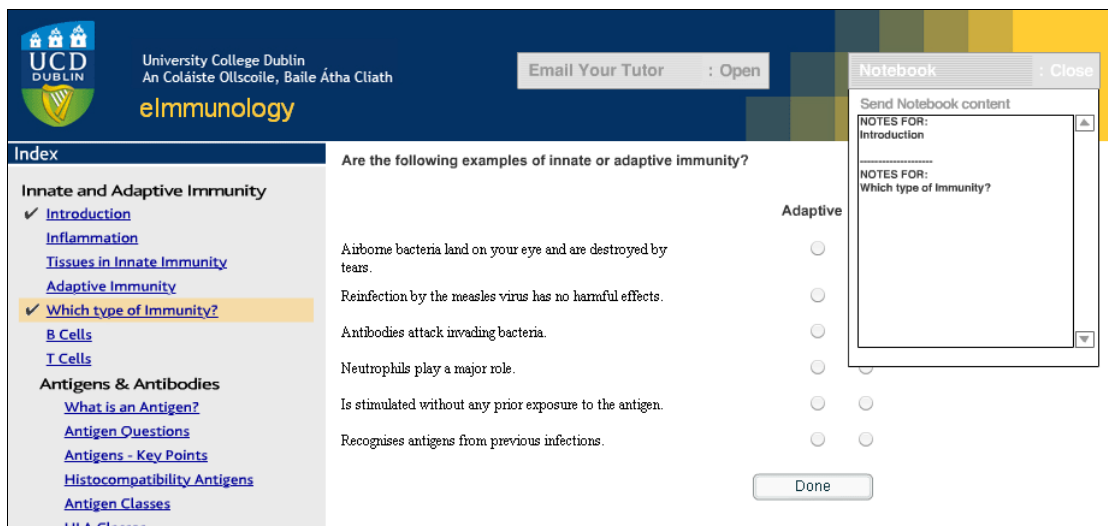 UCD
DUBLIN
University College Dublin
An Coláiste Ollscoile, Baile Átha Cliath
eImmunology
Email Your Tutor : Open
Notebook : Close
Send Notebook content
NOTES FOR:
Introduction
--------------------
NOTES FOR:
Which type of Immunity?
Index
Innate and Adaptive Immunity
✔ Introduction
Inflammation
Tissues in Innate Immunity
Adaptive Immunity
✔ Which type of Immunity?
B Cells
T Cells
Antigens & Antibodies
What is an Antigen?
Antigen Questions
Antigens - Key Points
Histocompatibility Antigens
Antigen Classes
Are the following examples of innate or adaptive immunity?
Adaptive
Airborne bacteria land on your eye and are destroyed by
tears.
Reinfection by the measles virus has no harmful effects.
Antibodies attack invading bacteria.
Neutrophils play a major role.
Is stimulated without any prior exposure to the antigen.
Recognises antigens from previous infections.
Done